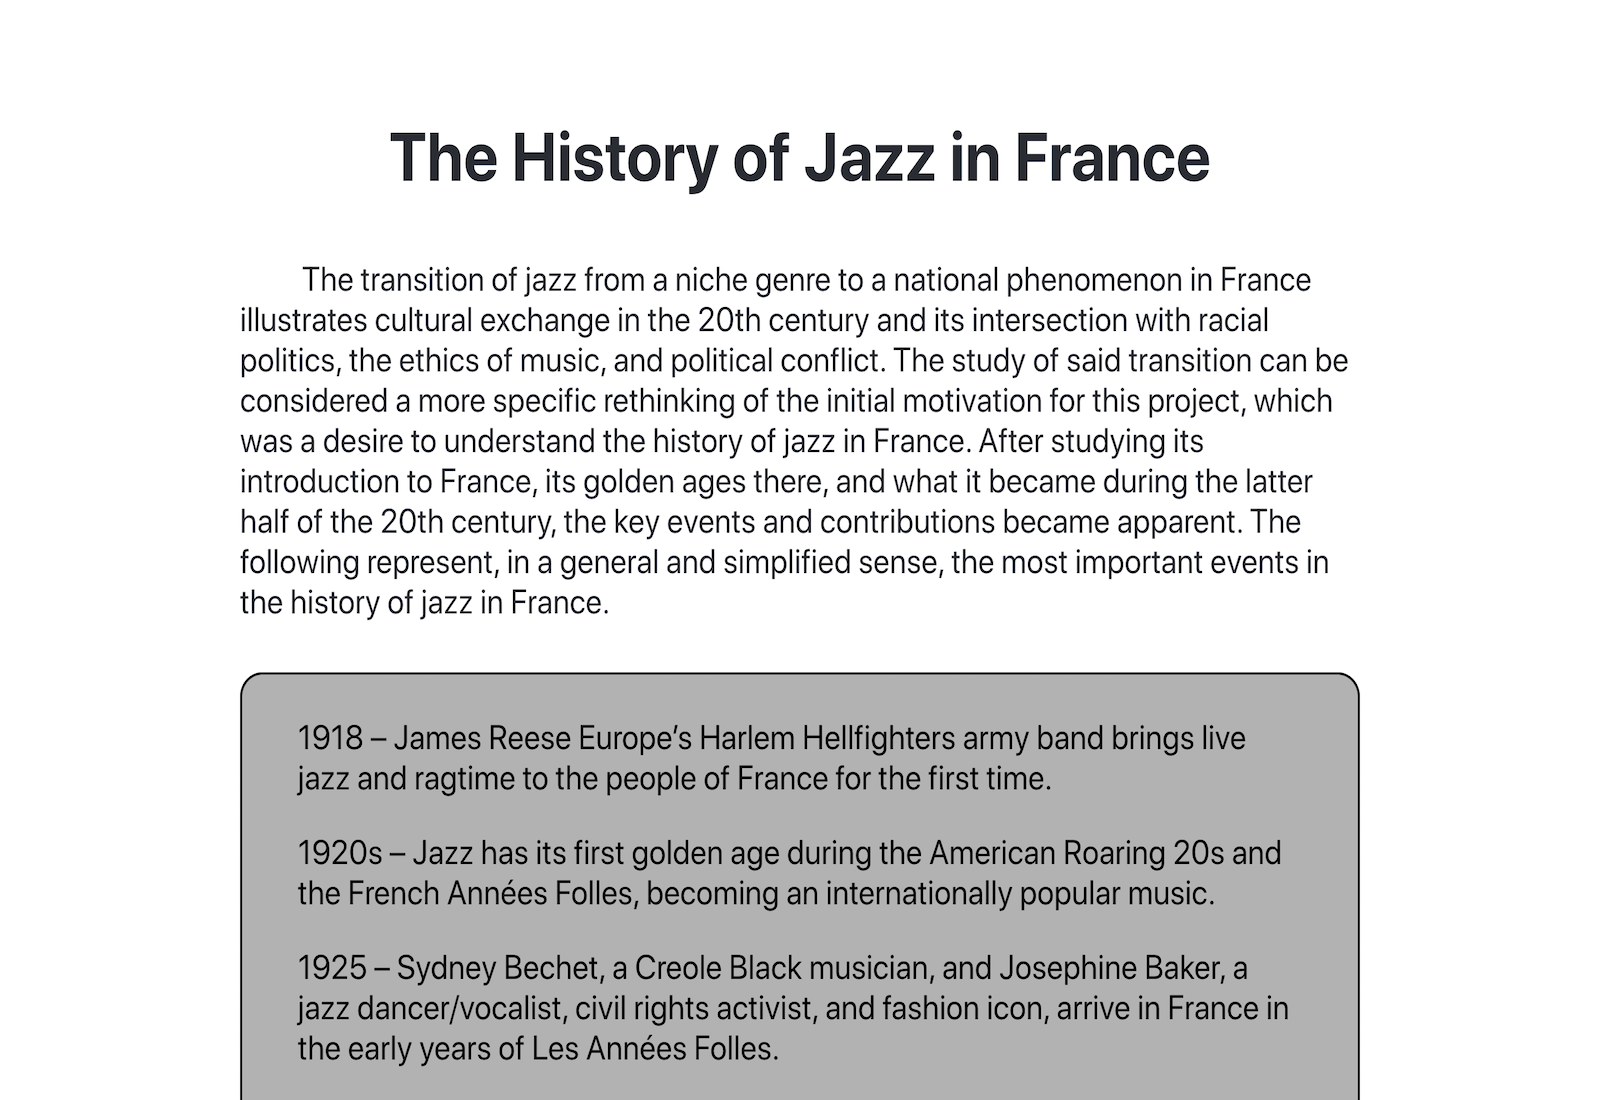 The History of Jazz in France
The transition of jazz from a niche genre to a national phenomenon in France
illustrates cultural exchange in the 20th century and its intersection with racial
politics, the ethics of music, and political conflict. The study of said transition can be
considered a more specific rethinking of the initial motivation for this project, which
was a desire to understand the history of jazz in France. After studying its
introduction to France, its golden ages there, and what it became during the latter
half of the 20th century, the key events and contributions became apparent. The
following represent, in a general and simplified sense, the most important events in
the history of jazz in France.
1918 – James Reese Europe’s Harlem Hellfighters army band brings live
jazz and ragtime to the people of France for the first time.
1920s – Jazz has its first golden age during the American Roaring 20s and
the French Années Folles, becoming an internationally popular music.
1925 – Sydney Bechet, a Creole Black musician, and Josephine Baker, a
jazz dancer/vocalist, civil rights activist, and fashion icon, arrive in France in
the early years of Les Années Folles.